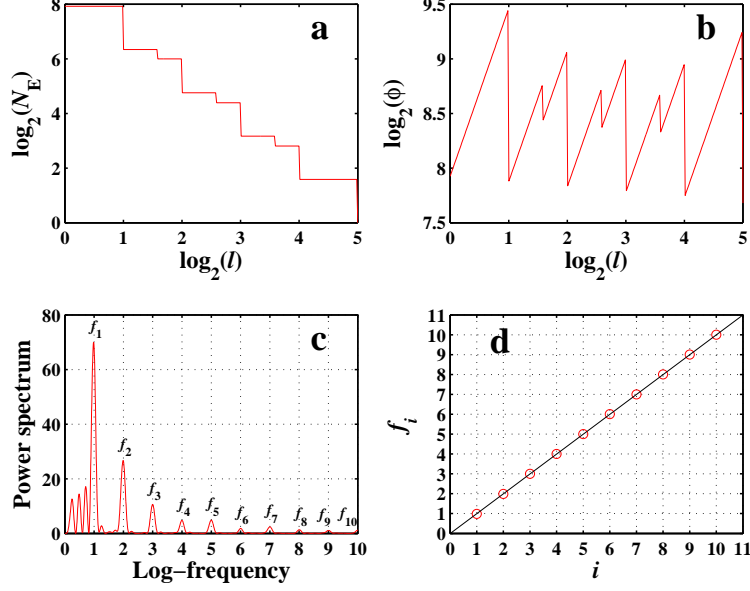 a
log₂(N_E)
8
6
4
2
0
0 1 2 3 4 5
log₂(l)
b
log₂(ϕ)
9.5
9
8.5
8
7.5
0 1 2 3 4 5
log₂(l)
c
Power spectrum
80
60
40
20
0
f₁
f₂
f₃
f₄ f₅ f₆ f₇ f₈ f₉ f₁₀
0 1 2 3 4 5 6 7 8 9 10
Log–frequency
d
f_i
11
10
9
8
7
6
5
4
3
2
1
0
0 1 2 3 4 5 6 7 8 9 10 11
i